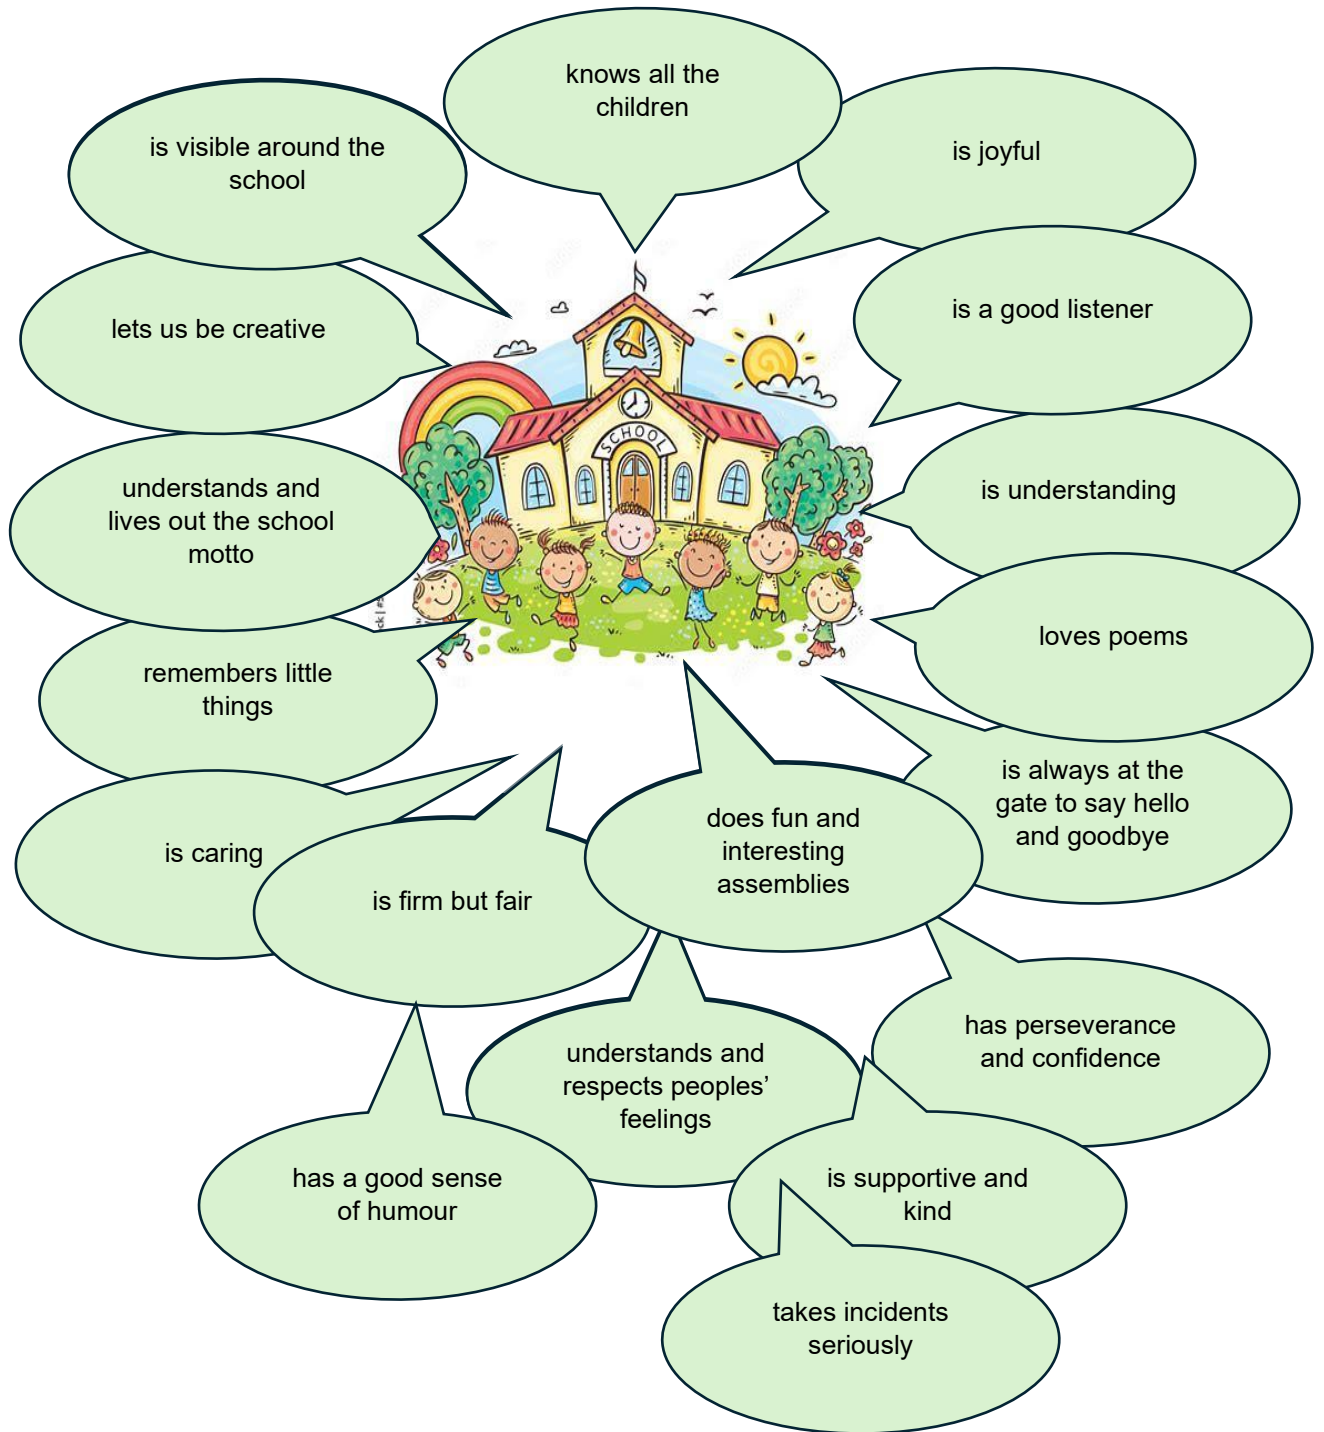 knows all the
children
is visible around the
school
is joyful
lets us be creative
is a good listener
SCHOOL
understands and
lives out the school
motto
is understanding
loves poems
remembers little
things
is always at the
gate to say hello
and goodbye
is caring
is firm but fair
does fun and
interesting
assemblies
has perseverance
and confidence
understands and
respects peoples’
feelings
has a good sense
of humour
is supportive and
kind
takes incidents
seriously